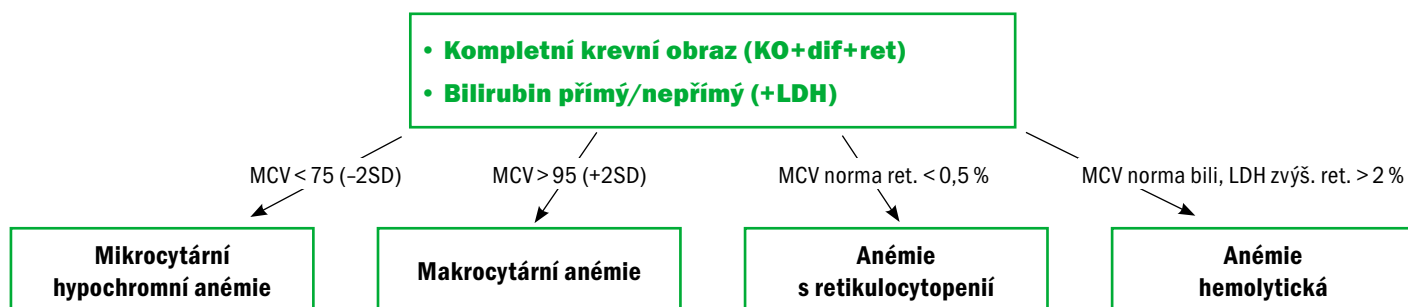 • Kompletní krevní obraz (KO+dif+ret)
• Bilirubin přímý/nepřímý (+LDH)
MCV < 75 (–2SD)
MCV > 95 (+2SD)
MCV norma ret. < 0,5 %
MCV norma bili, LDH zvýš. ret. > 2 %
Mikrocytární
hypochromní anémie
Makrocytární anémie
Anémie
s retikulocytopenií
Anémie
hemolytická